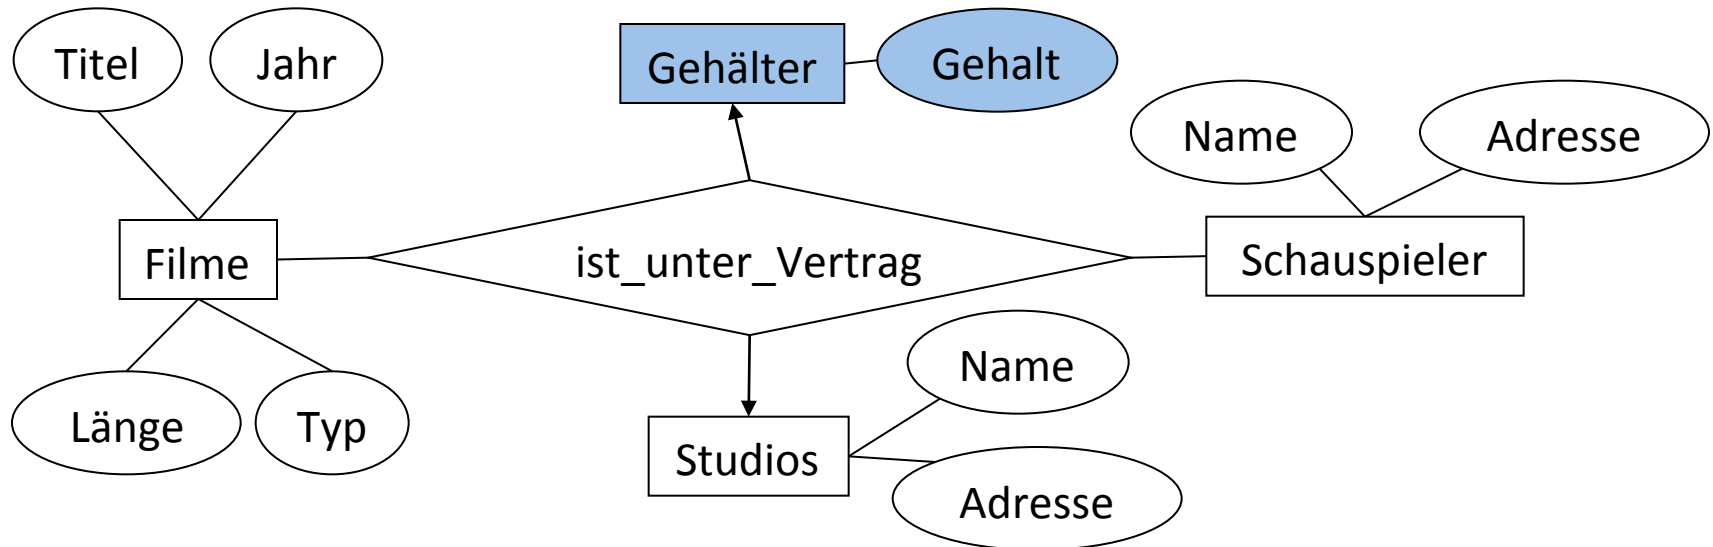 Titel
Jahr
Gehälter
Gehalt
Name
Adresse
Filme
ist_unter_Vertrag
Schauspieler
Länge
Typ
Name
Studios
Adresse